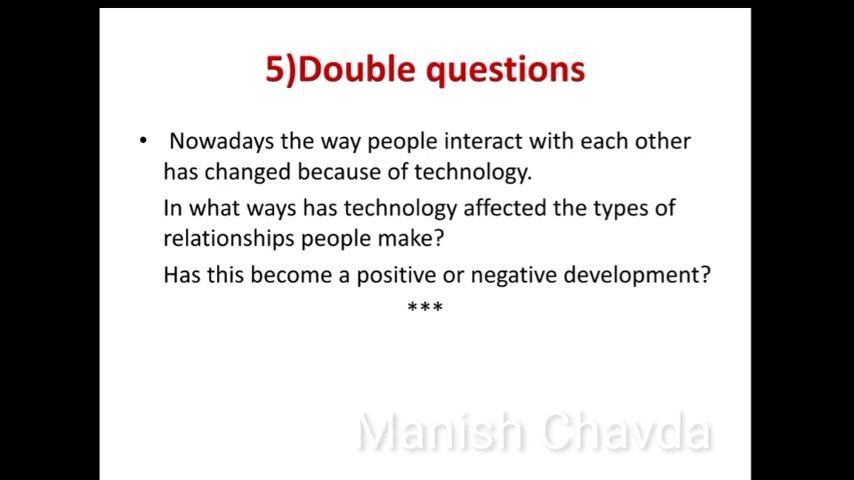 5)Double questions
• Nowadays the way people interact with each other
has changed because of technology.
In what ways has technology affected the types of
relationships people make?
Has this become a positive or negative development?
***
Manish Chavda